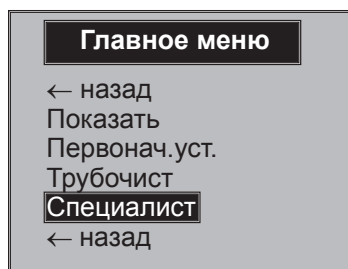 Главное меню
← назад
Показать
Первонач.уст.
Трубочист
Специалист
← назад